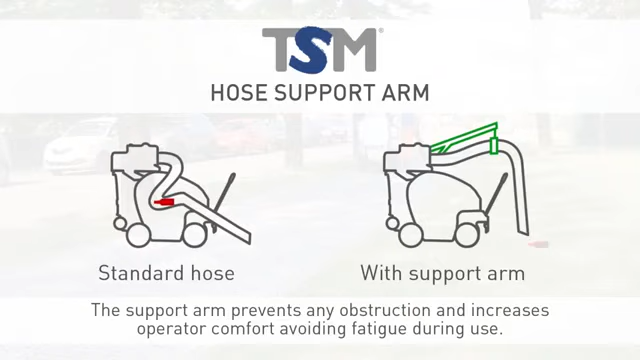 TSM®
HOSE SUPPORT ARM
Standard hose
With support arm
The support arm prevents any obstruction and increases
operator comfort avoiding fatigue during use.